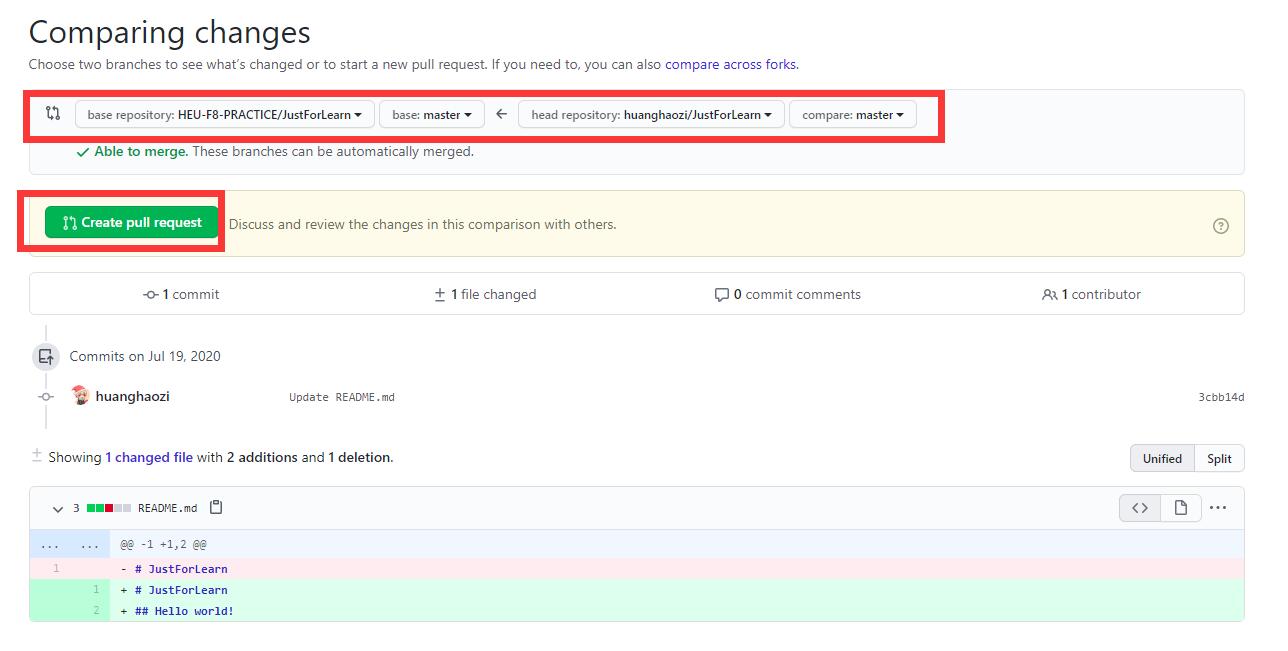 Comparing changes
Choose two branches to see what's changed or to start a new pull request. If you need to, you can also compare across forks.
base repository: HEU-F8-PRACTICE/JustForLearn base: master head repository: huanghaozi/JustForLearn compare: master
Able to merge. These branches can be automatically merged.
Create pull request Discuss and review the changes in this comparison with others.
1 commit 1 file changed 0 commit comments 1 contributor
Commits on Jul 19, 2020
huanghaozi Update README.md 3cbb14d
Showing 1 changed file with 2 additions and 1 deletion. Unified Split
3 README.md
... ... @@ -1 +1,2 @@
1 - # JustForLearn
1 + # JustForLearn
2 + ## Hello world!